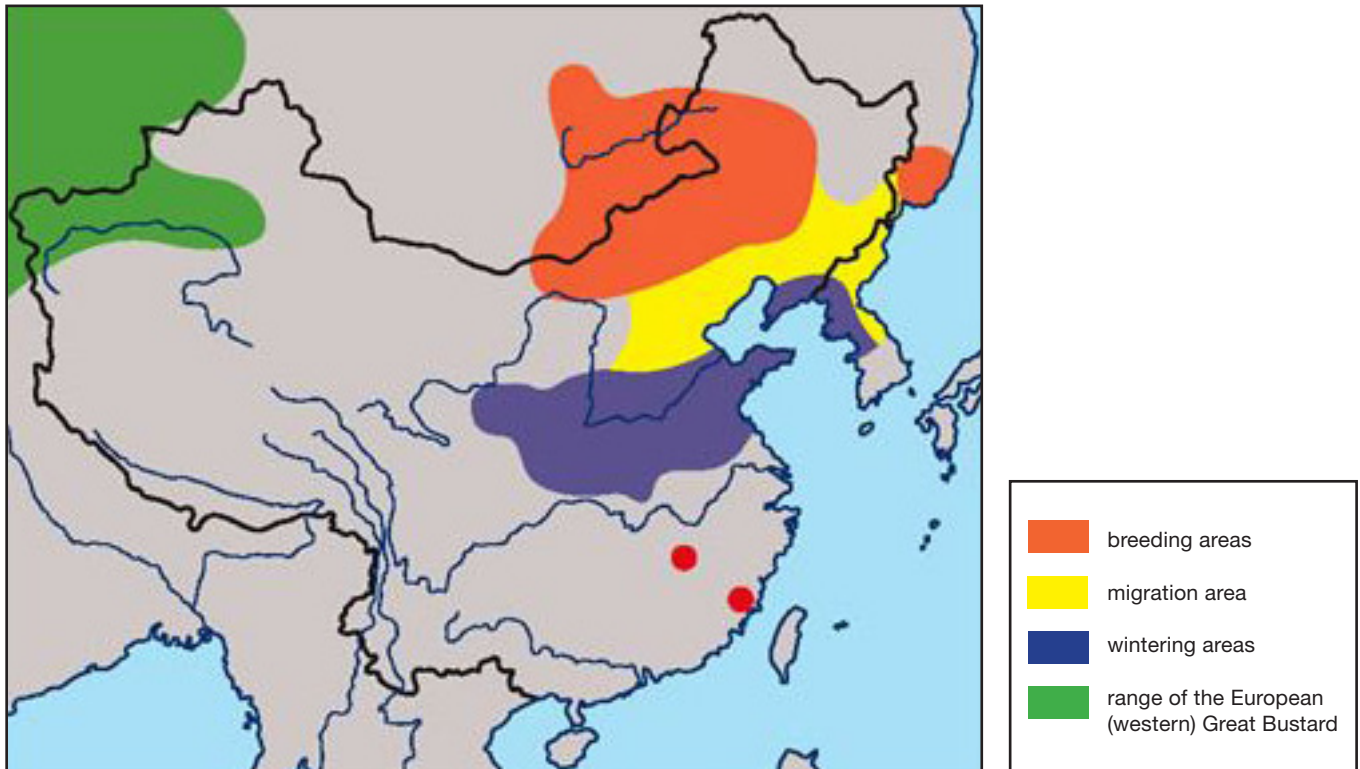 breeding areas
migration area
wintering areas
range of the European
(western) Great Bustard